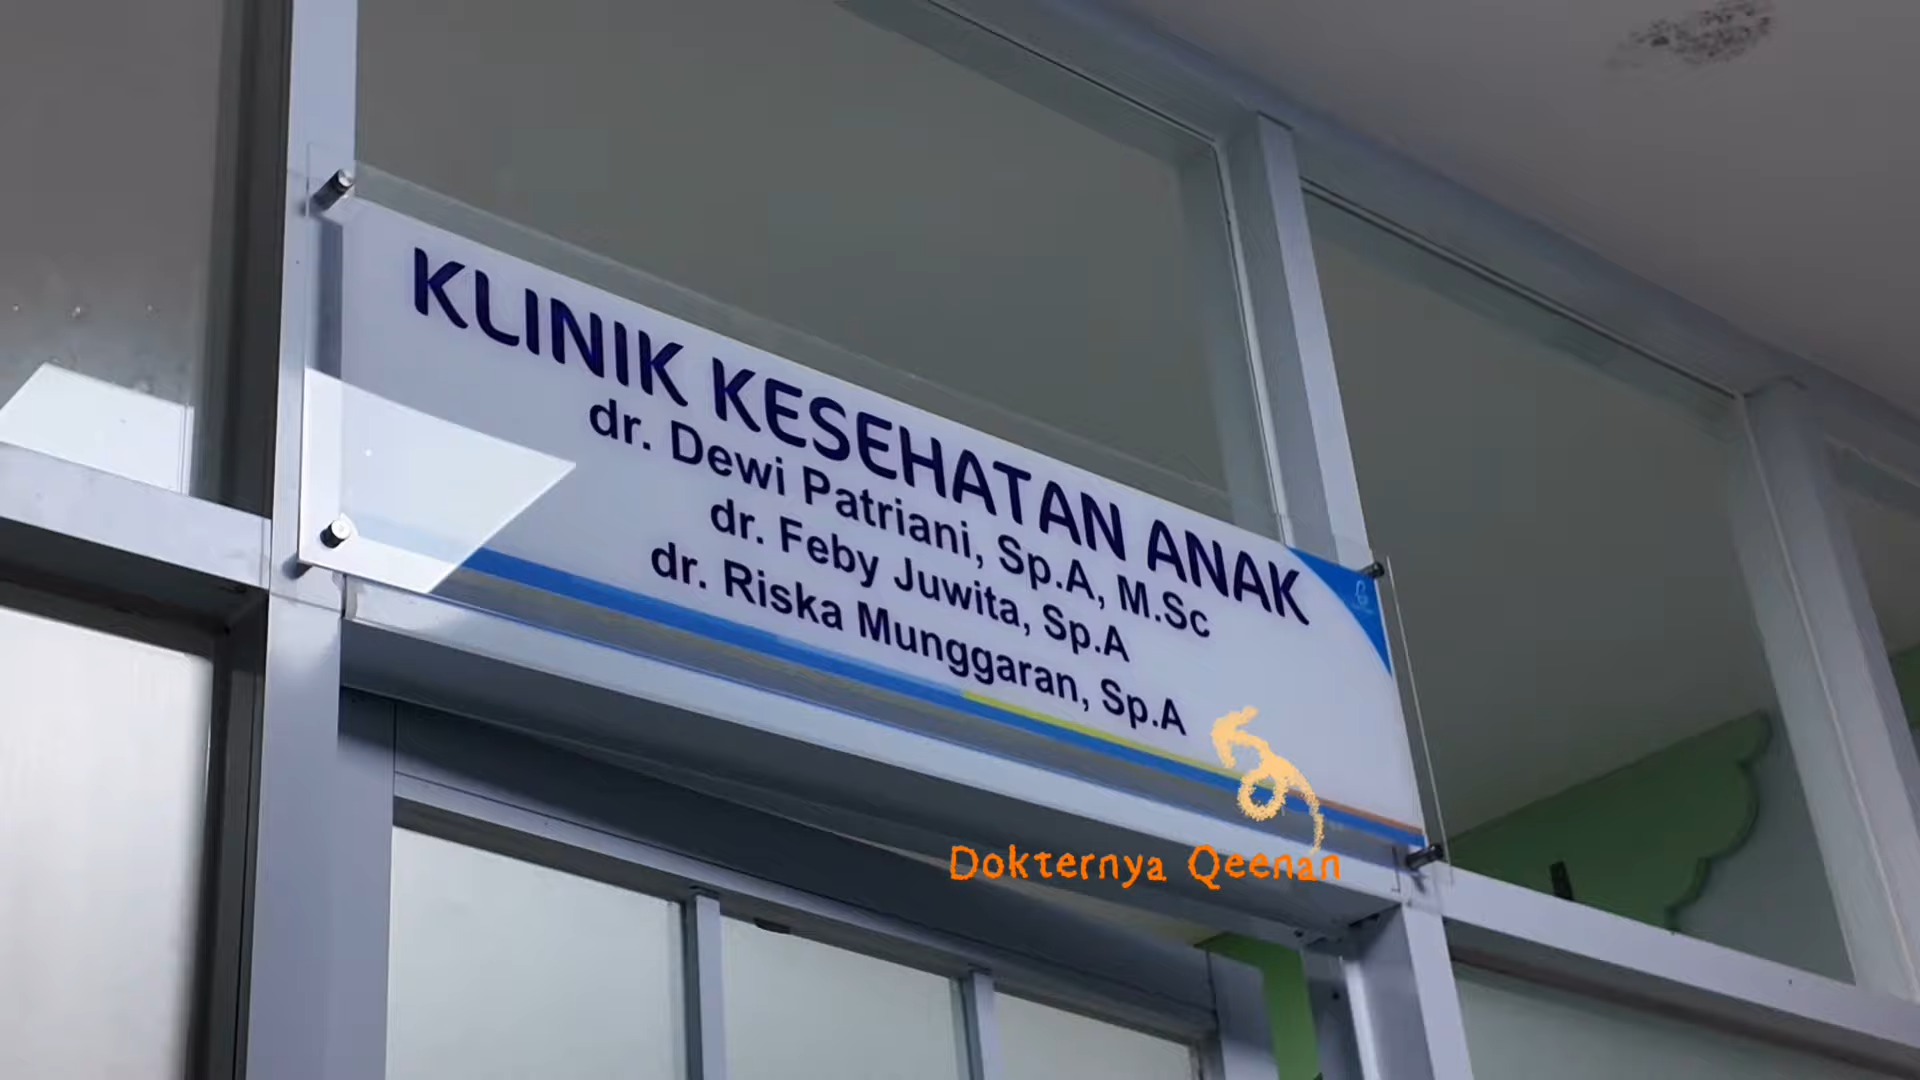 KLINIK KESEHATAN ANAK
dr. Dewi Patriani, Sp.A, M.Sc
dr. Feby Juwita, Sp.A
dr. Riska Munggaran, Sp.A
Dokternya Qeenan